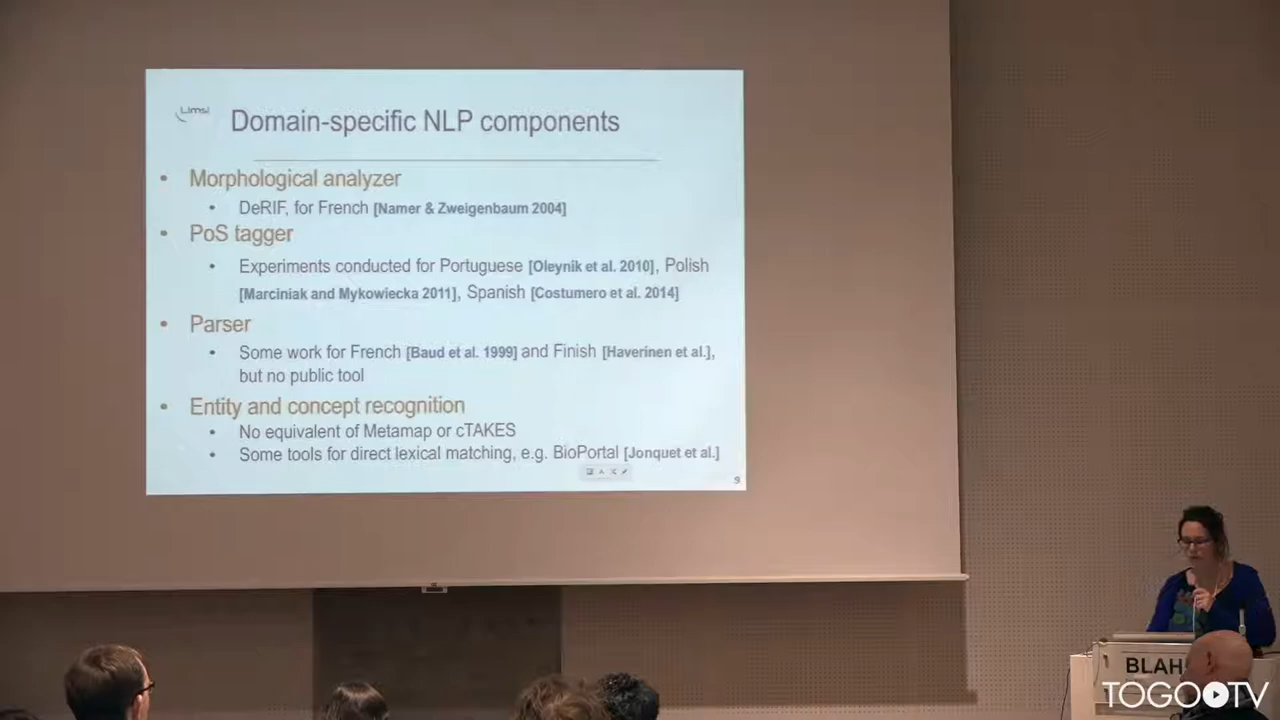 Limsi
Domain-specific NLP components
• Morphological analyzer
• DeRIF, for French [Namer & Zweigenbaum 2004]
• PoS tagger
• Experiments conducted for Portuguese [Oleynik et al. 2010], Polish
[Marciniak and Mykowiecka 2011], Spanish [Costumero et al. 2014]
• Parser
• Some work for French [Baud et al. 1999] and Finish [Haverinen et al.],
but no public tool
• Entity and concept recognition
• No equivalent of Metamap or cTAKES
• Some tools for direct lexical matching, e.g. BioPortal [Jonquet et al.]
9
BLAH
TOGOTV